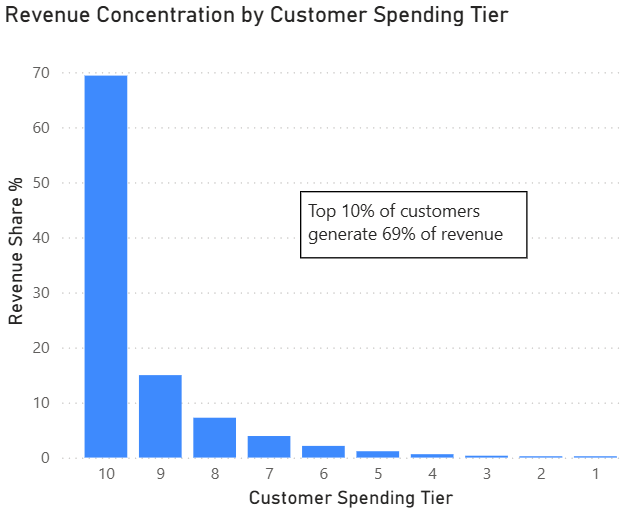 Revenue Concentration by Customer Spending Tier
70
60
50
40
30
20
10
0
Revenue Share %
Top 10% of customers
generate 69% of revenue
10 9 8 7 6 5 4 3 2 1
Customer Spending Tier